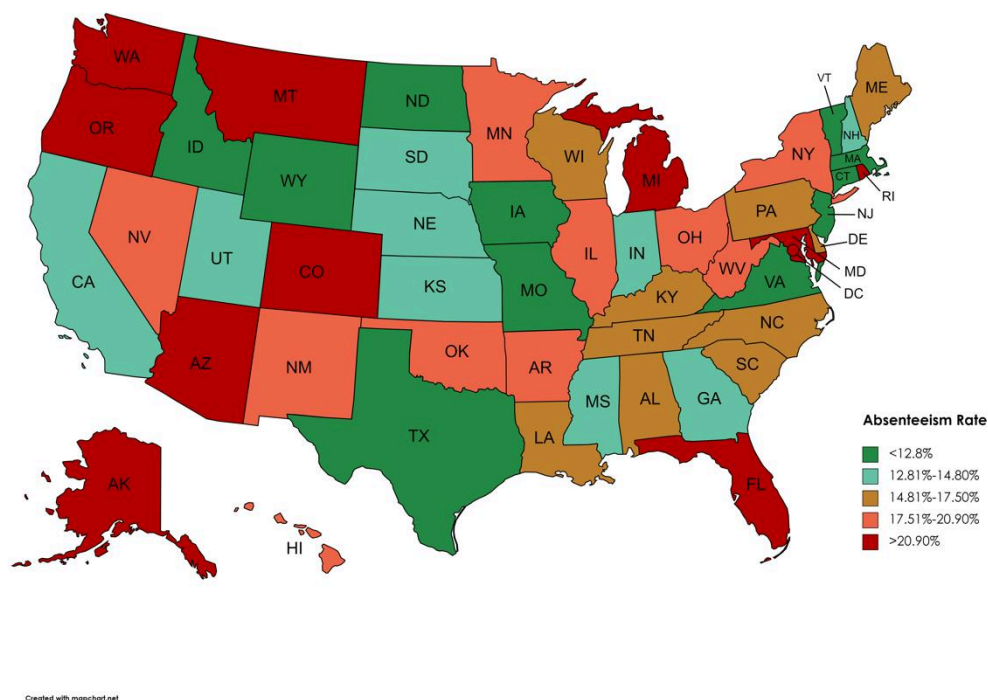 WA
MT
ND
MN
VT
ME
OR
ID
SD
WI
MI
NY
NH
MA
CT
RI
WY
IA
NE
PA
NJ
NV
UT
CO
IL
IN
OH
WV
DE
MD
DC
VA
CA
KS
MO
KY
NC
TN
AZ
NM
OK
AR
SC
MS
AL
GA
TX
LA
FL
AK
HI
Absenteeism Rate
<12.8%
12.81%-14.80%
14.81%-17.50%
17.51%-20.90%
>20.90%
Created with mapchart.net